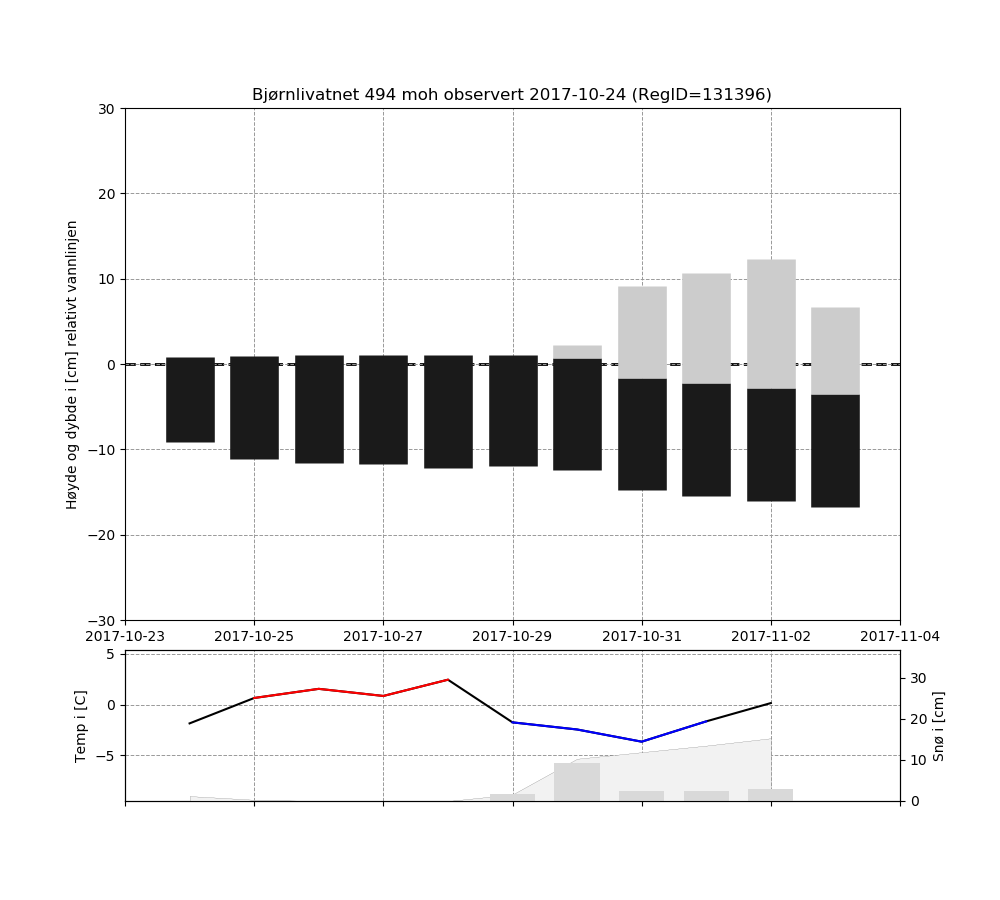 Bjørnlivatnet 494 moh observert 2017-10-24 (RegID=131396)
Høyde og dybde i [cm] relativt vannlinjen
30
20
10
0
−10
−20
−30
2017-10-23 2017-10-25 2017-10-27 2017-10-29 2017-10-31 2017-11-02 2017-11-04
Temp i [C]
5
0
−5
30
20
10
0
Snø i [cm]